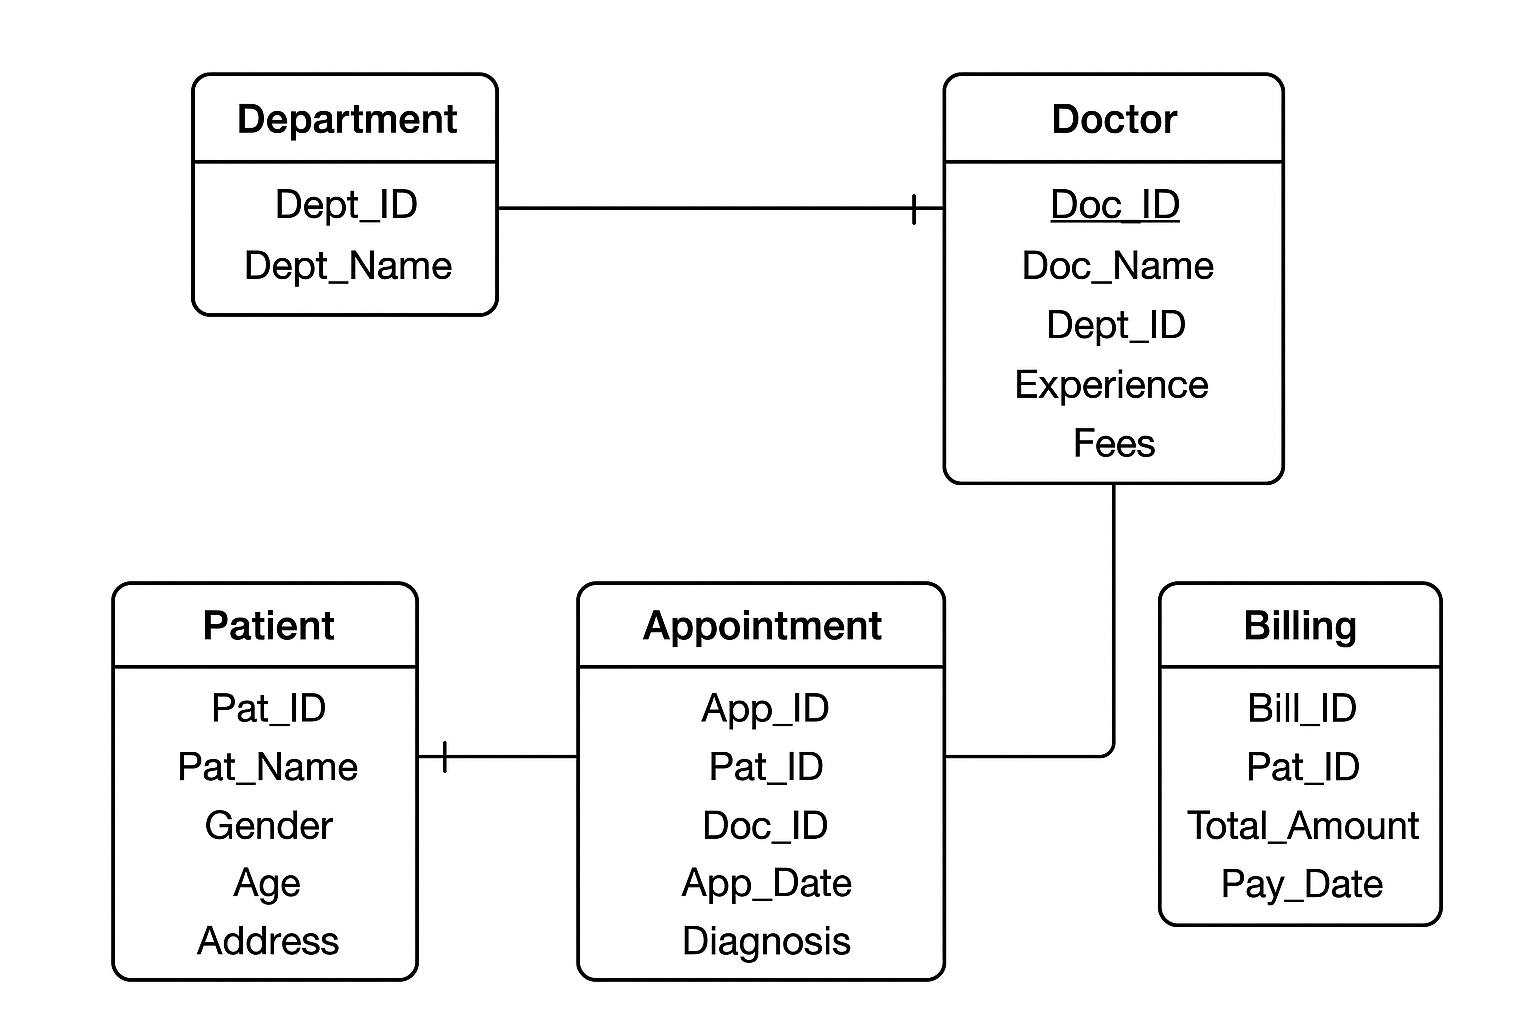 Department
Dept_ID
Dept_Name
Doctor
Doc_ID
Doc_Name
Dept_ID
Experience
Fees
Patient
Pat_ID
Pat_Name
Gender
Age
Address
Appointment
App_ID
Pat_ID
Doc_ID
App_Date
Diagnosis
Billing
Bill_ID
Pat_ID
Total_Amount
Pay_Date